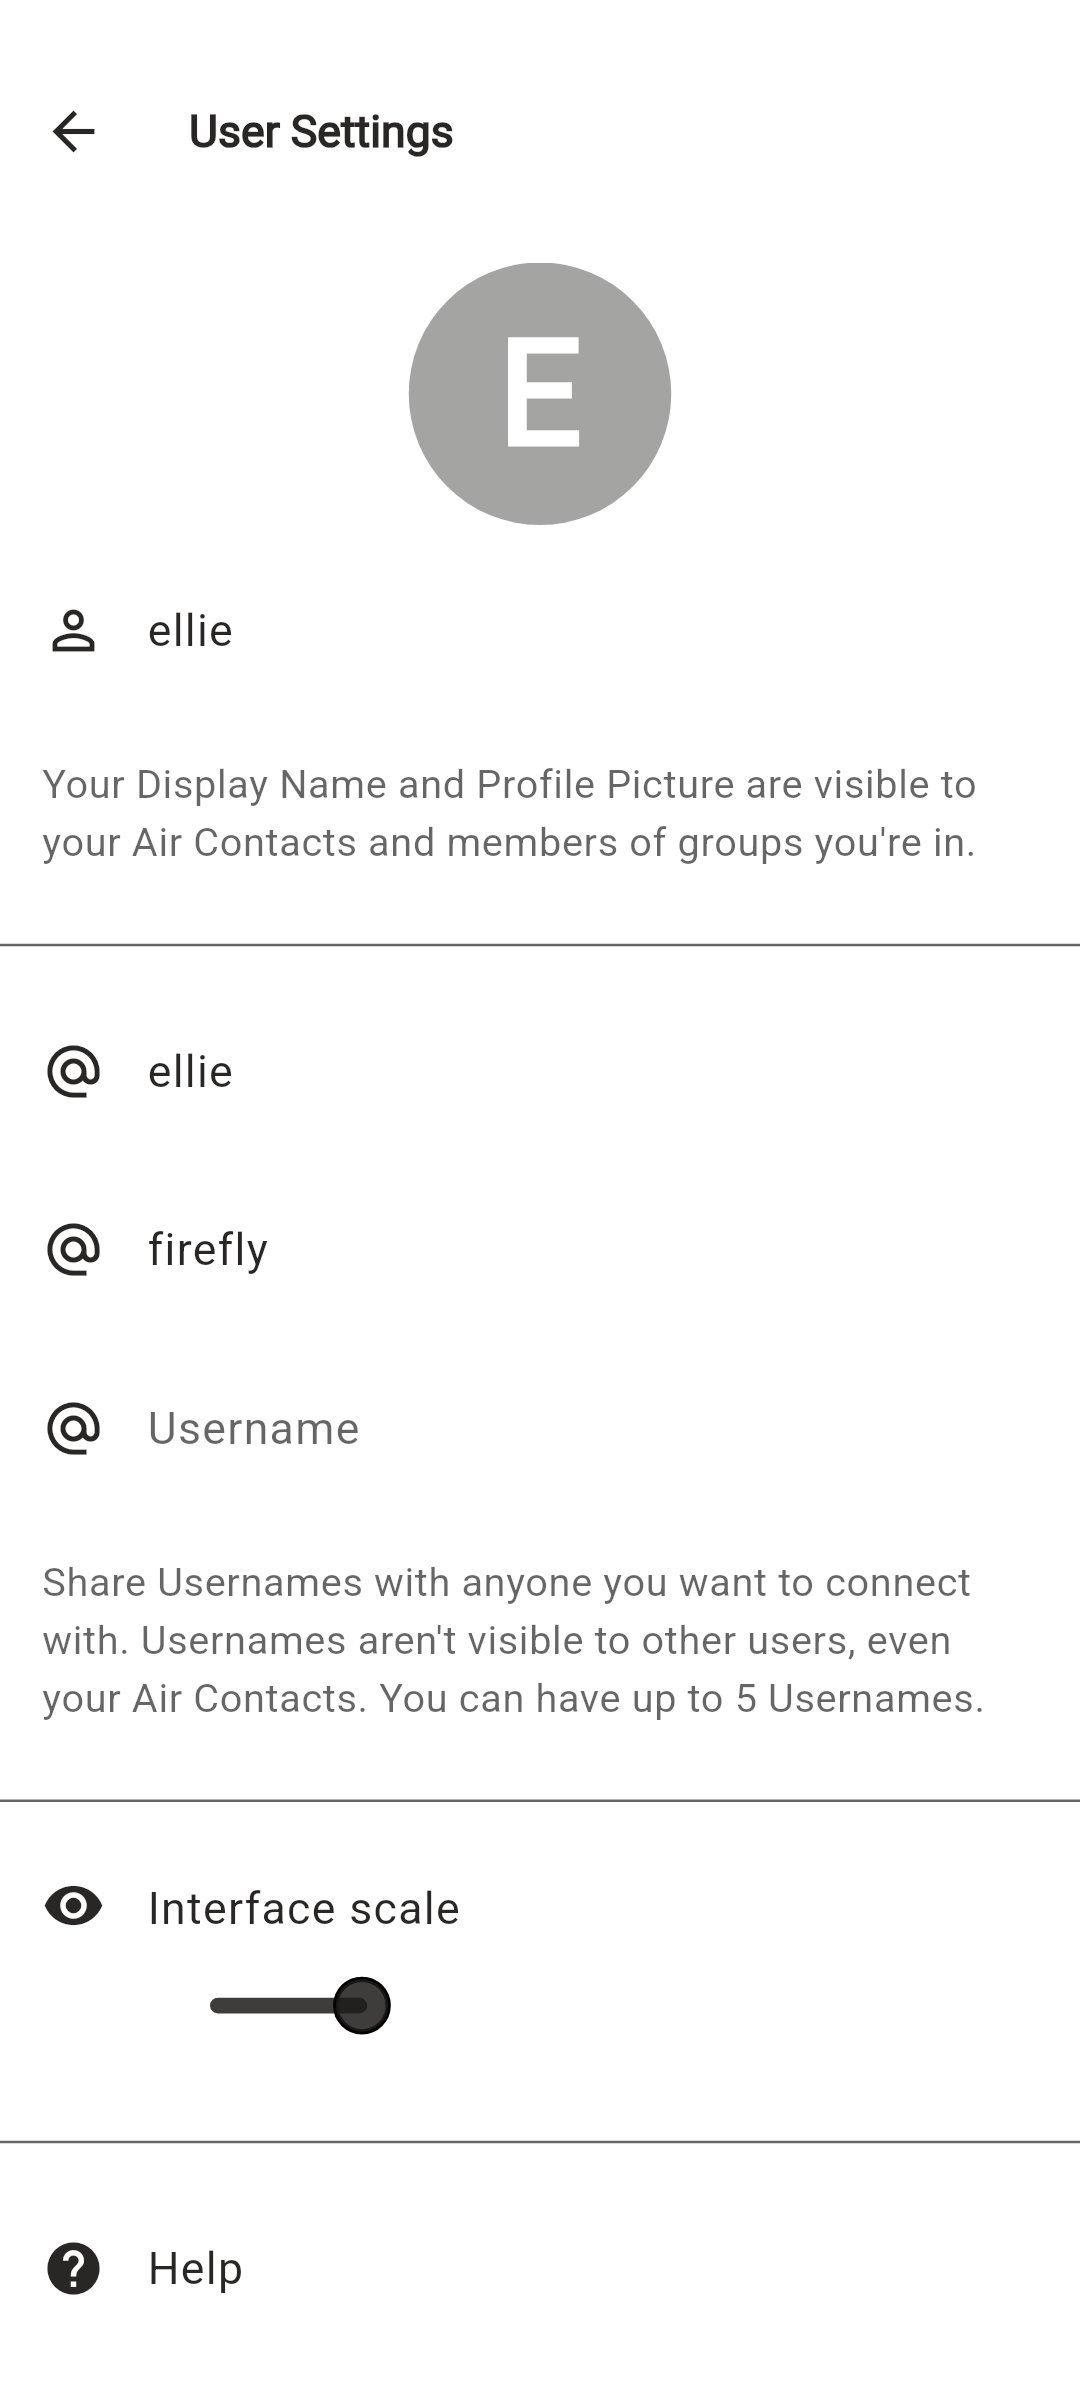 User Settings
E
ellie
Your Display Name and Profile Picture are visible to
your Air Contacts and members of groups you're in.
ellie
firefly
Username
Share Usernames with anyone you want to connect
with. Usernames aren't visible to other users, even
your Air Contacts. You can have up to 5 Usernames.
Interface scale
Help